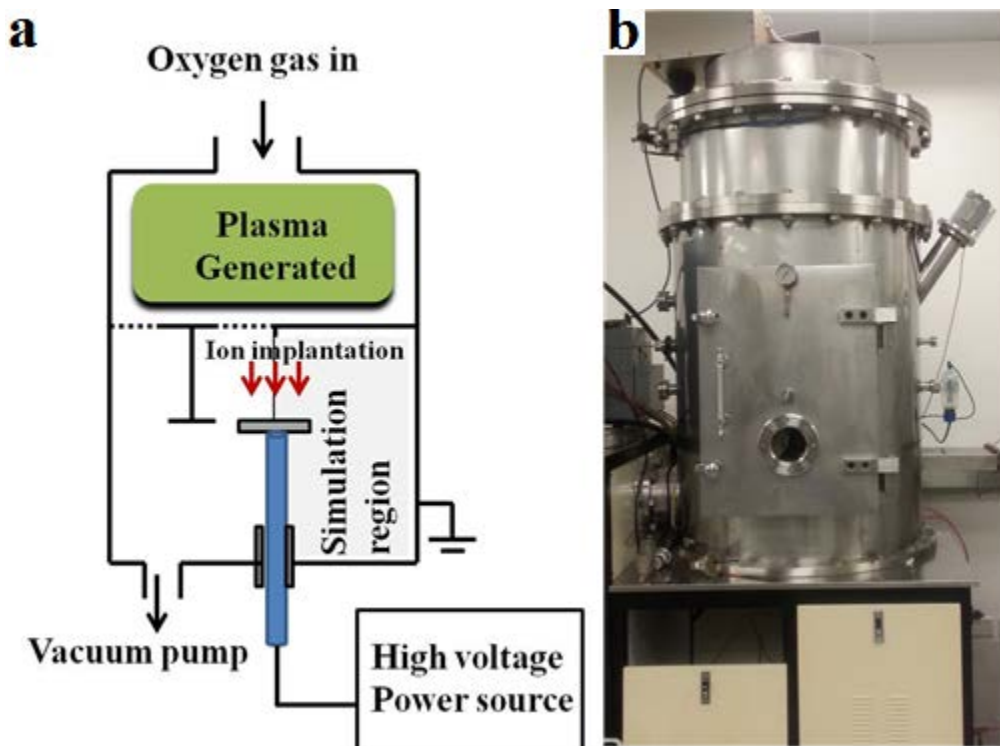 a
Oxygen gas in
Plasma
Generated
Ion implantation
Simulation
region
Vacuum pump
High voltage
Power source
b